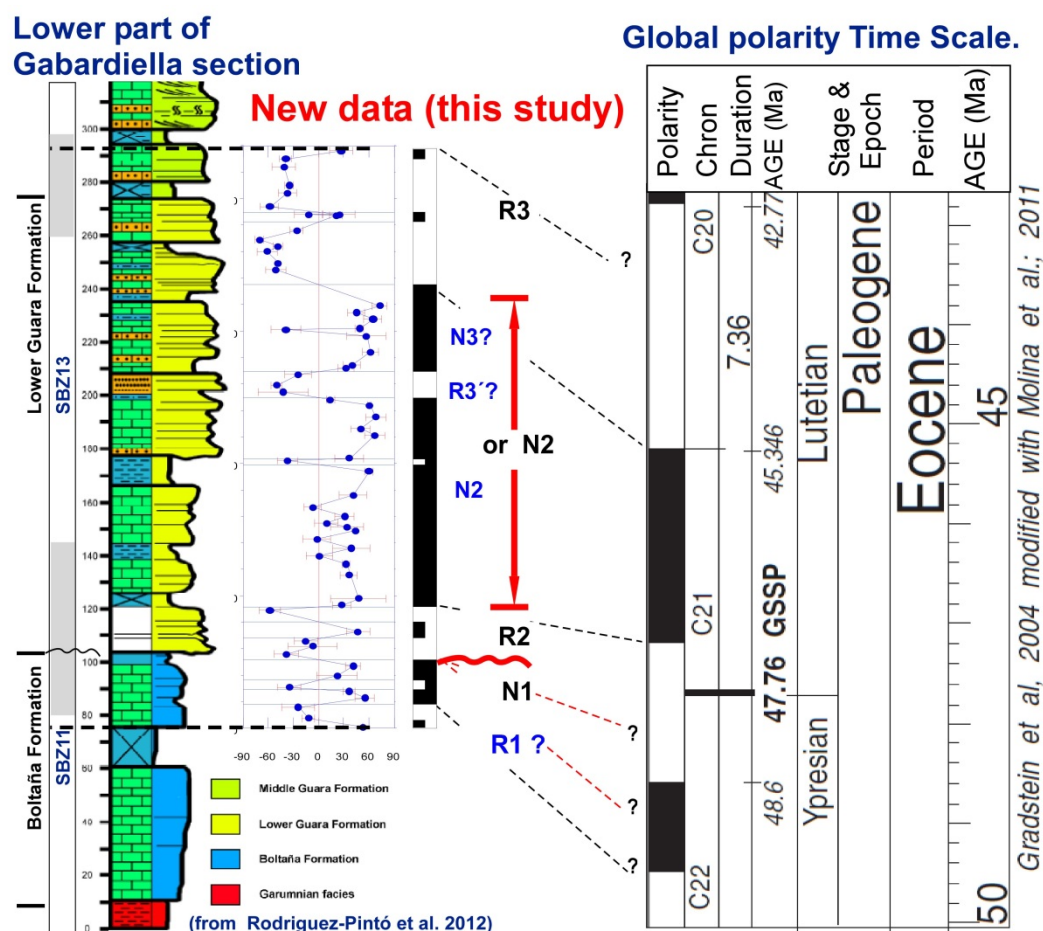 Lower part of
Gabardiella section
Global polarity Time Scale.
New data (this study)
Polarity
Chron
Duration
AGE (Ma)
Stage &
Epoch
Period
AGE (Ma)
Lower Guara Formation
Boltaña Formation
SBZ13
SBZ11
300
280
260
240
220
200
180
160
140
120
100
80
60
40
20
0
-90 -60 -30 0 30 60 90
R3
N3?
R3´?
or N2
N2
R2
N1
R1 ?
?
?
?
?
C20
C21
C22
7.36
42.77
45.346
47.76 GSSP
48.6
Lutetian
Ypresian
Paleogene
Eocene
45
50
Gradstein et al, 2004 modified with Molina et al.; 2011
Middle Guara Formation
Lower Guara Formation
Boltaña Formation
Garumnian facies
(from Rodriguez-Pintó et al. 2012)